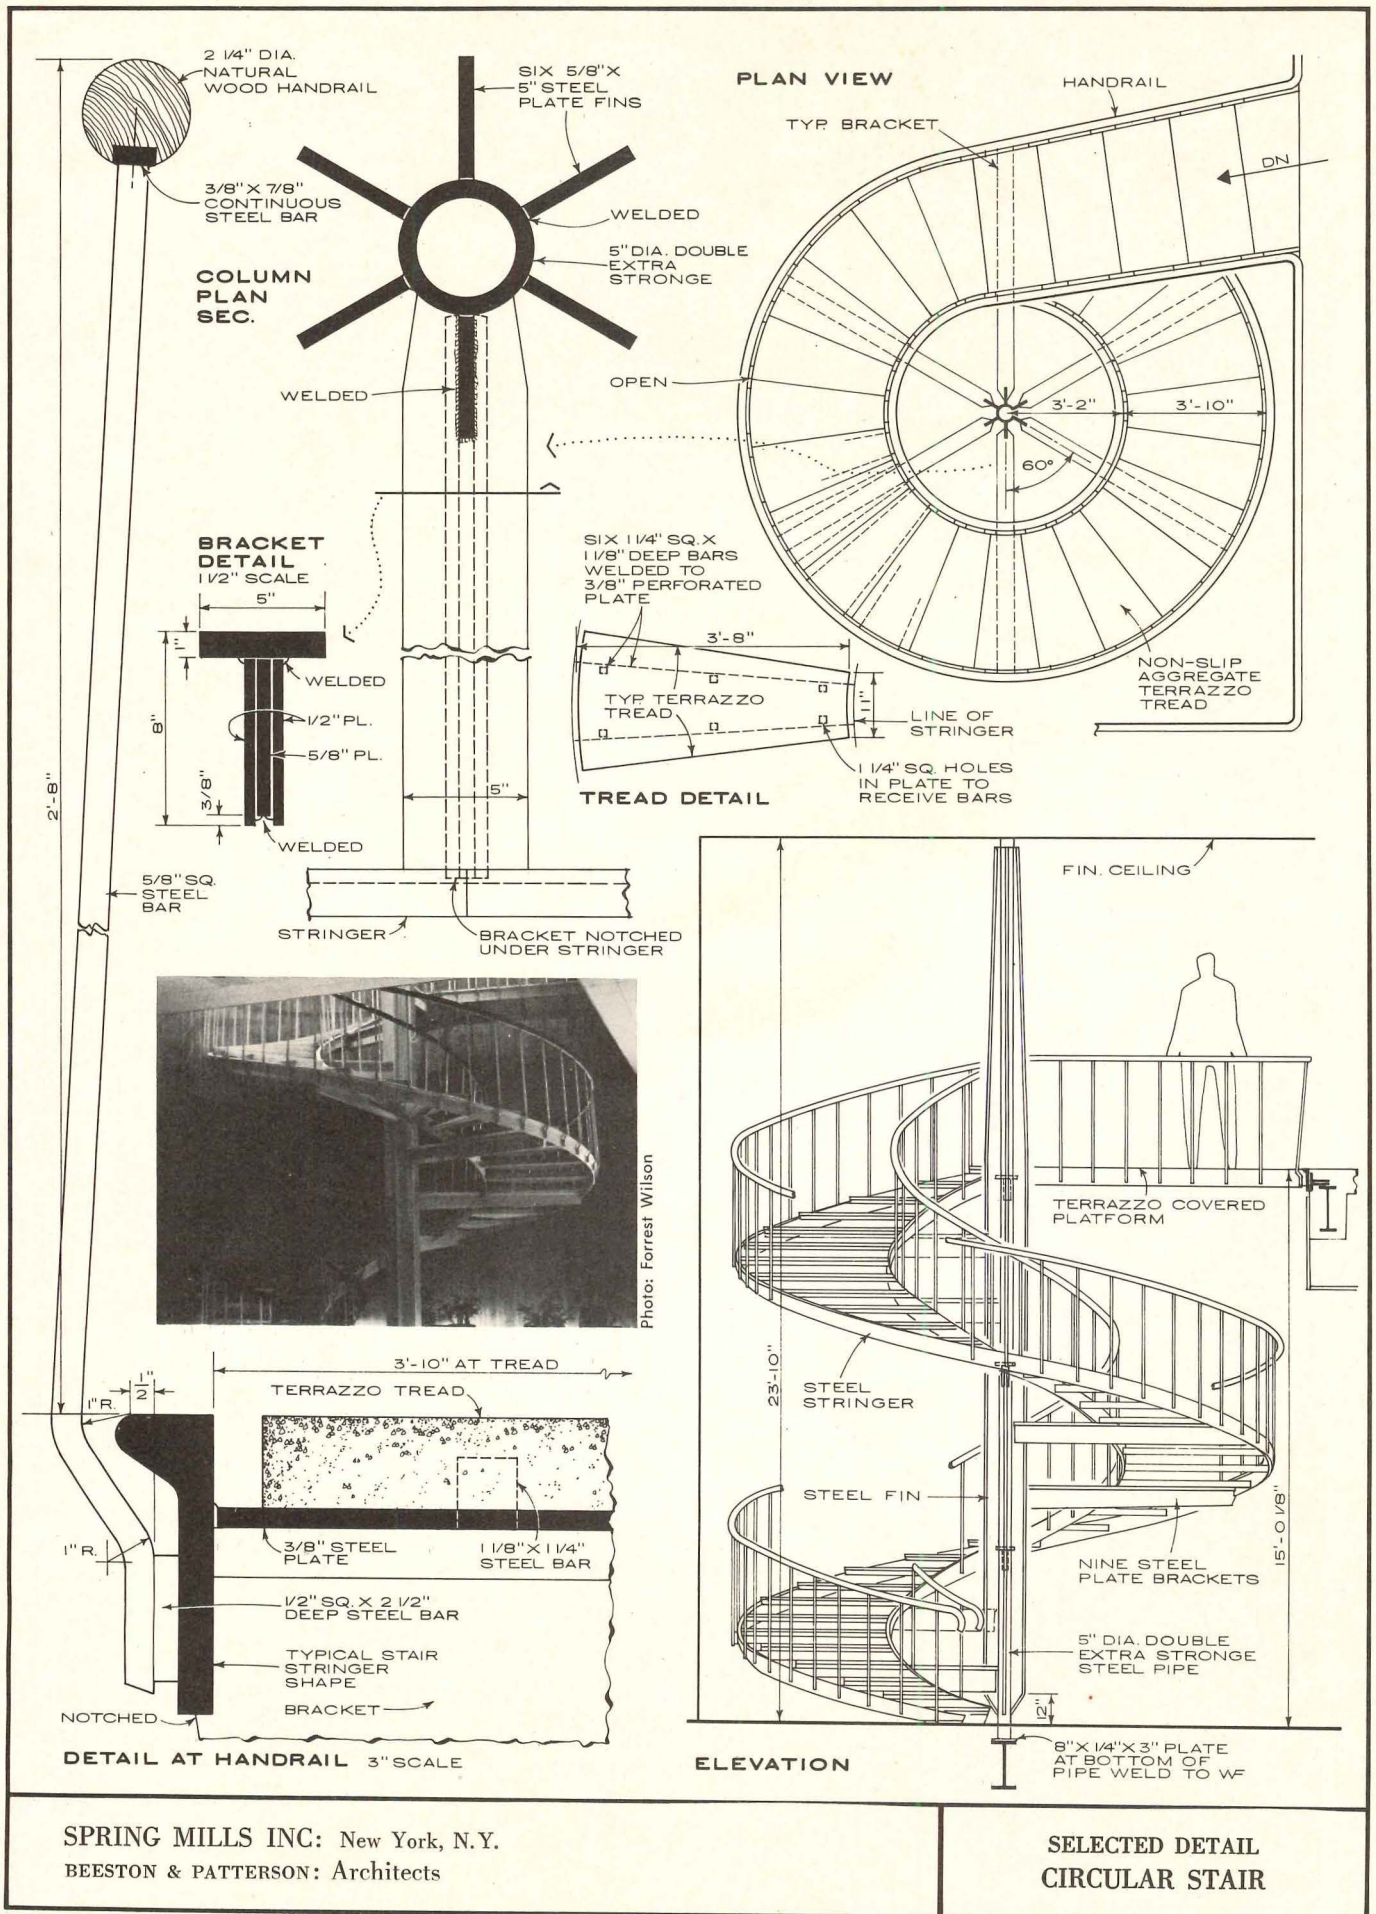 2 1/4" DIA.
NATURAL
WOOD HANDRAIL
3/8" X 7/8"
CONTINUOUS
STEEL BAR
COLUMN
PLAN
SEC.
SIX 5/8" X
5" STEEL
PLATE FINS
WELDED
5" DIA. DOUBLE
EXTRA
STRONGE
WELDED
PLAN VIEW
HANDRAIL
TYP. BRACKET
DN
OPEN
3'-2"
3'-10"
60°
NON-SLIP
AGGREGATE
TERRAZZO
TREAD
BRACKET
DETAIL
1 1/2" SCALE
5"
1"
8"
3/8"
WELDED
1/2" PL.
5/8" PL.
WELDED
2'-8"
5/8" SQ.
STEEL
BAR
5"
STRINGER
BRACKET NOTCHED
UNDER STRINGER
SIX 1 1/4" SQ. X
1 1/8" DEEP BARS
WELDED TO
3/8" PERFORATED
PLATE
3'-8"
TYP. TERRAZZO
TREAD
11"
LINE OF
STRINGER
1 1/4" SQ. HOLES
IN PLATE TO
RECEIVE BARS
TREAD DETAIL
Photo: Forrest Wilson
FIN. CEILING
TERRAZZO COVERED
PLATFORM
23'-10"
STEEL
STRINGER
STEEL FIN
15'-0 1/8"
NINE STEEL
PLATE BRACKETS
5" DIA. DOUBLE
EXTRA STRONGE
STEEL PIPE
12"
8" X 1/4" X 3" PLATE
AT BOTTOM OF
PIPE WELD TO WF
ELEVATION
3'-10" AT TREAD
1/2"
1" R.
TERRAZZO TREAD
1" R.
3/8" STEEL
PLATE
1 1/8" X 1 1/4"
STEEL BAR
1/2" SQ. X 2 1/2"
DEEP STEEL BAR
TYPICAL STAIR
STRINGER
SHAPE
BRACKET
NOTCHED
DETAIL AT HANDRAIL 3" SCALE
SPRING MILLS INC: New York, N.Y.
BEESTON & PATTERSON: Architects
SELECTED DETAIL
CIRCULAR STAIR